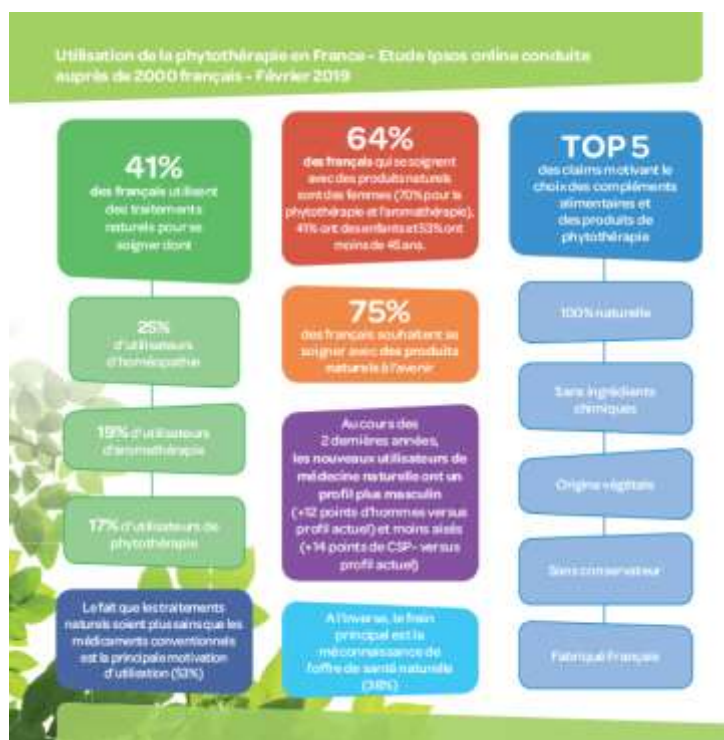 Utilisation de la phytothérapie en France - Etude Ipsos online conduite
auprès de 2000 français - Février 2019
41%
des français utilisent
des traitements
naturels pour se
soigner dont
25%
d'utilisateurs
d'homéopathie
19% d'utilisateurs
d'aromathérapie
17% d'utilisateurs de
phytothérapie
Le fait que les traitements
naturels soient plus sains que les
médicaments conventionnels
est la principale motivation
d'utilisation (53%)
64%
des français qui se soignent
avec des produits naturels
sont des femmes (70% pour la
phytothérapie et l'aromathérapie),
41% ont des enfants et 53% ont
moins de 45 ans.
75%
des français souhaitent se
soigner avec des produits
naturels à l'avenir
Au cours des
2 dernières années,
les nouveaux utilisateurs de
médecine naturelle ont un
profil plus masculin
(+12 points d'hommes versus
profil actuel) et moins aisés
(+14 points de CSP- versus
profil actuel)
A l'inverse, le frein
principal est la
méconnaissance de
l'offre de santé naturelle
(38%)
TOP 5
des claims motivant le
choix des compléments
alimentaires et
des produits de
phytothérapie
100% naturelle
Sans ingrédients
chimiques
Origine végétale
Sans conservateur
Fabriqué Français